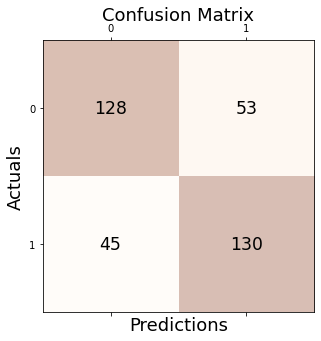 Confusion Matrix
0 1
Actuals
0 128 53
1 45 130
Predictions